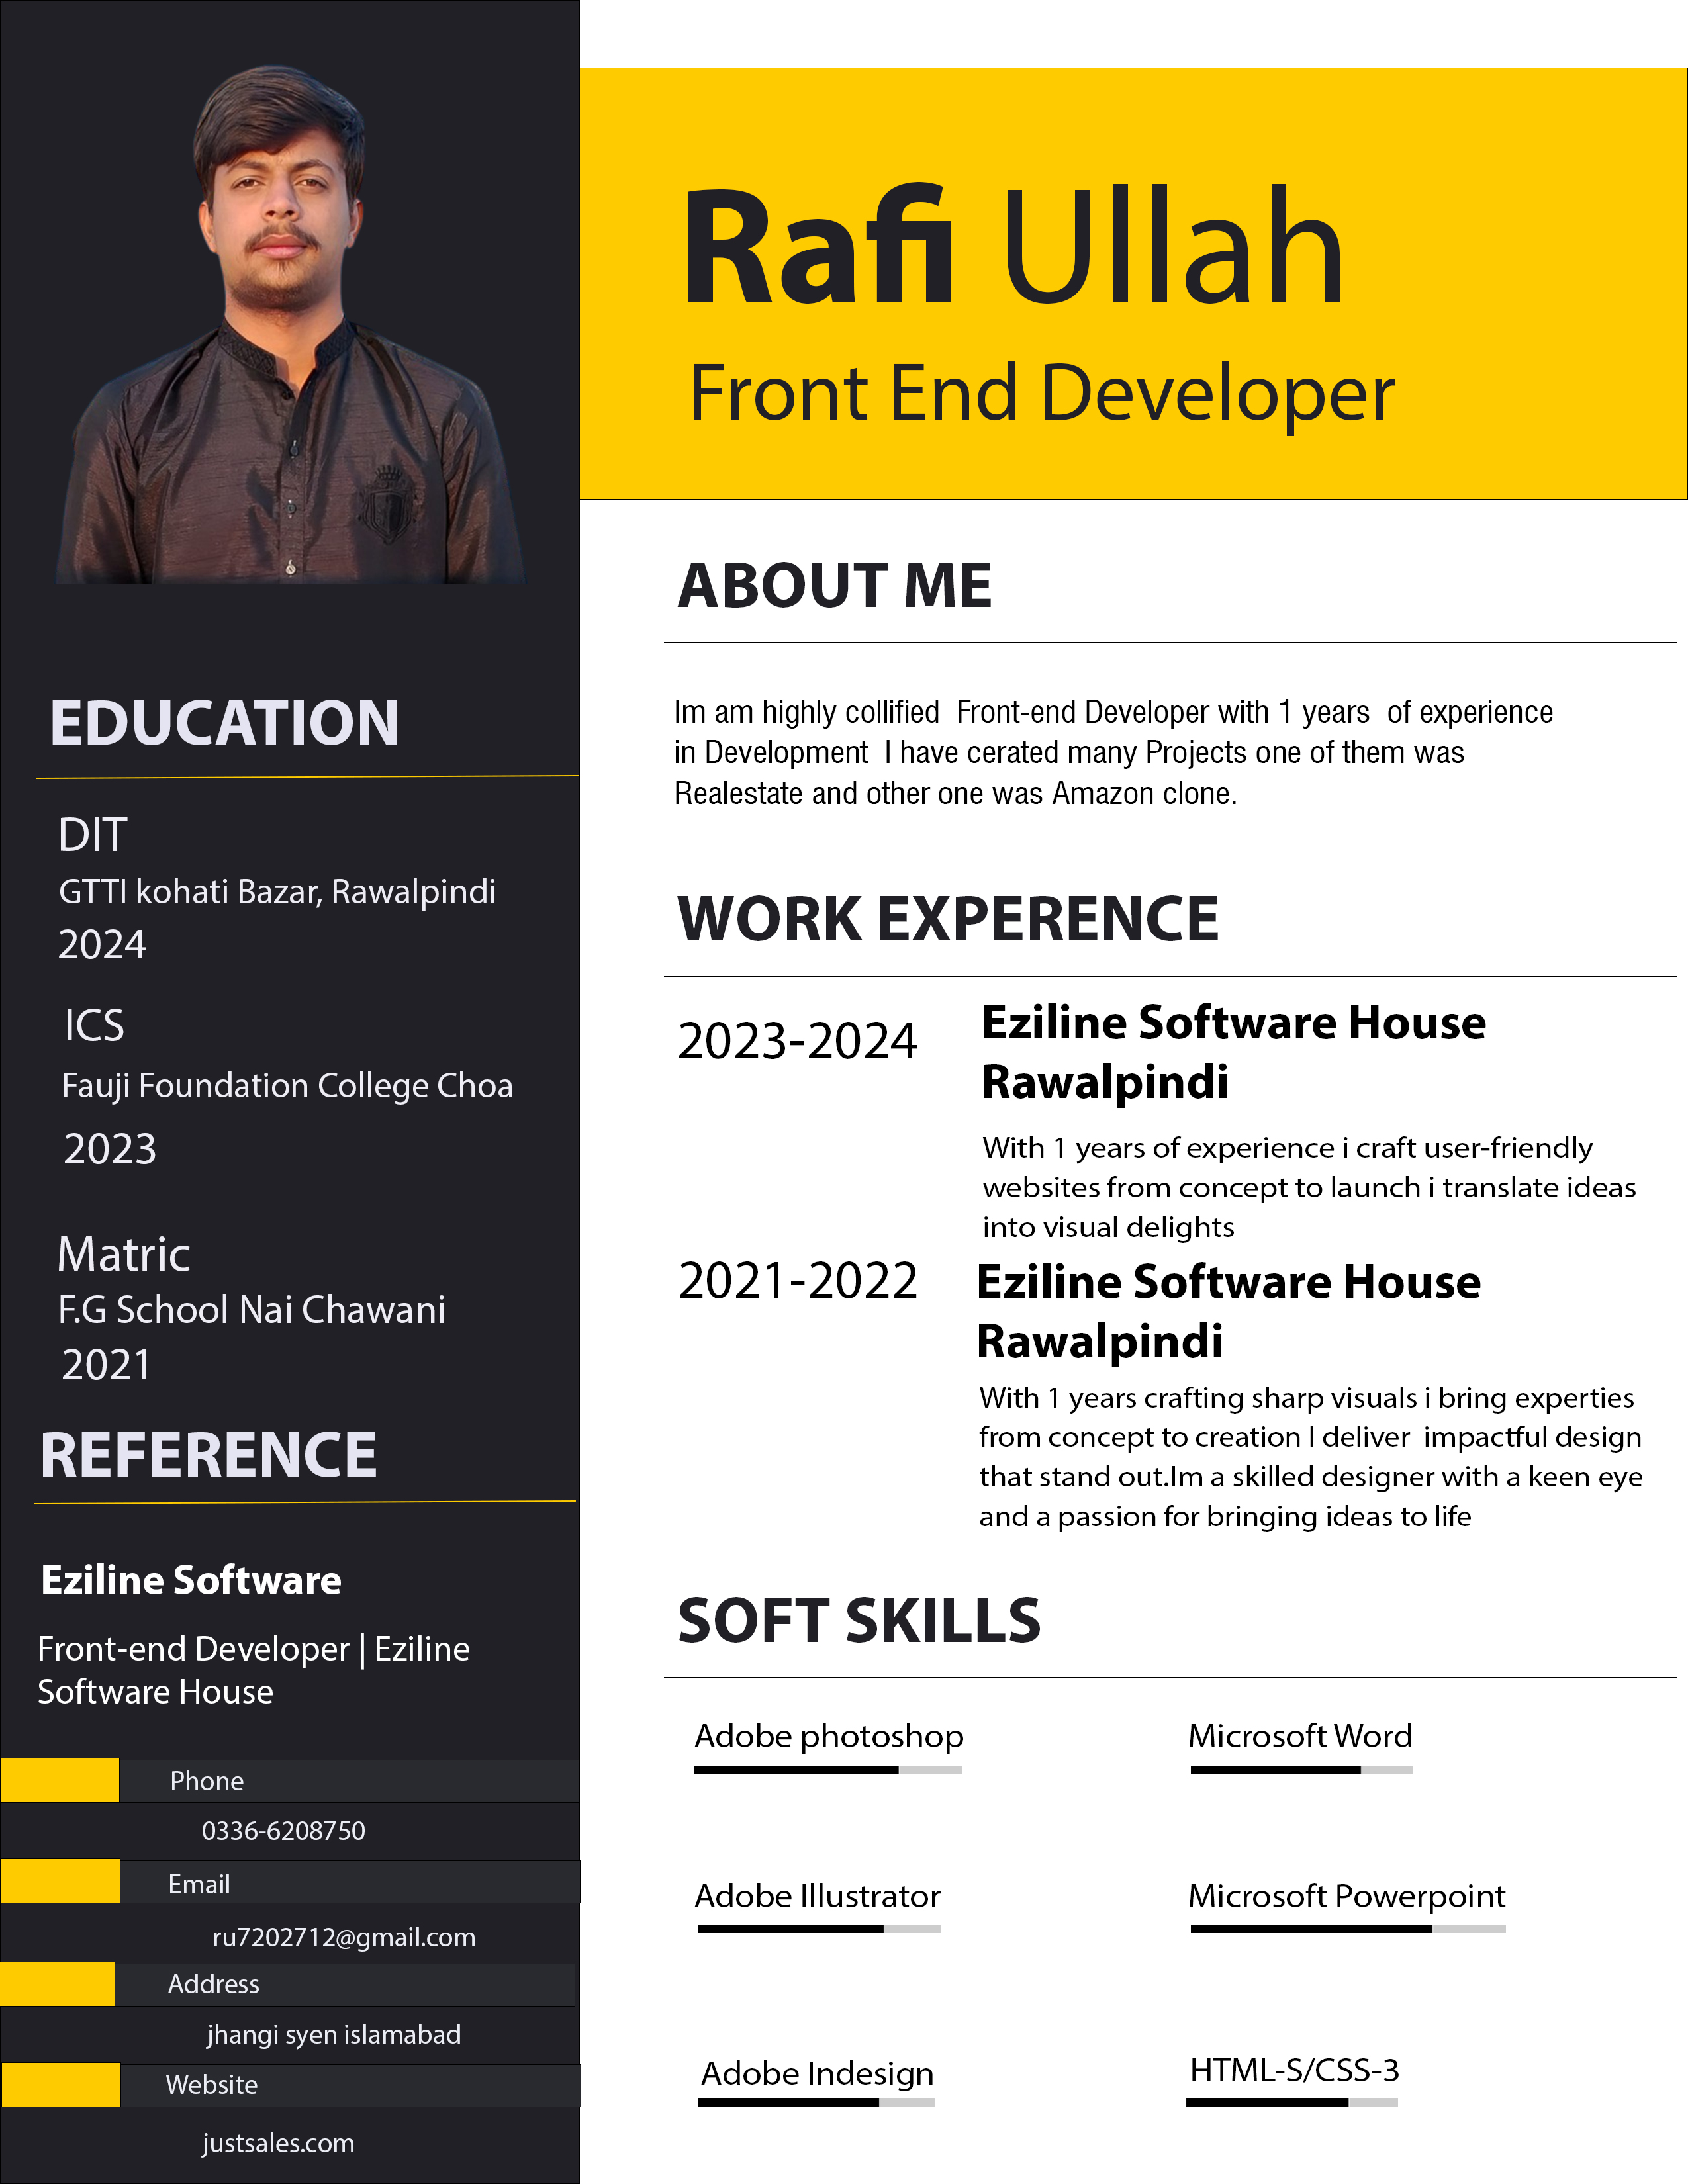 Rafi Ullah
Front End Developer
EDUCATION
DIT
GTTI kohati Bazar, Rawalpindi
2024
ICS
Fauji Foundation College Choa
2023
Matric
F.G School Nai Chawani
2021
REFERENCE
Eziline Software
Front-end Developer | Eziline
Software House
Phone
0336-6208750
Email
ru7202712@gmail.com
Address
jhangi syen islamabad
Website
justsales.com
ABOUT ME
Im am highly collified  Front-end Developer with 1 years  of experience
in Development  I have cerated many Projects one of them was
Realestate and other one was Amazon clone.
WORK EXPERENCE
2023-2024
Eziline Software House
Rawalpindi
With 1 years of experience i craft user-friendly
websites from concept to launch i translate ideas
into visual delights
2021-2022
Eziline Software House
Rawalpindi
With 1 years crafting sharp visuals i bring experties
from concept to creation I deliver  impactful design
that stand out.Im a skilled designer with a keen eye
and a passion for bringing ideas to life
SOFT SKILLS
Adobe photoshop
Microsoft Word
Adobe Illustrator
Microsoft Powerpoint
Adobe Indesign
HTML-S/CSS-3